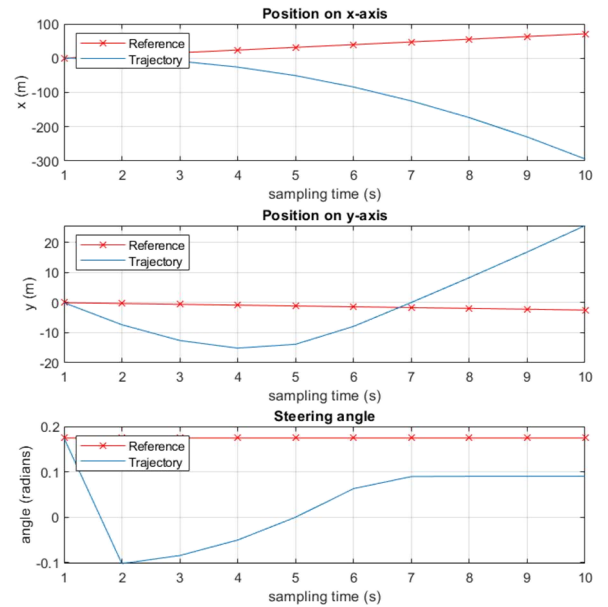 Position on x-axis
100
0
-100
-200
-300
x (m)
Reference
Trajectory
1 2 3 4 5 6 7 8 9 10
sampling time (s)
Position on y-axis
20
10
0
-10
-20
y (m)
Reference
Trajectory
1 2 3 4 5 6 7 8 9 10
sampling time (s)
Steering angle
0.2
0.1
0
-0.1
angle (radians)
Reference
Trajectory
1 2 3 4 5 6 7 8 9 10
sampling time (s)